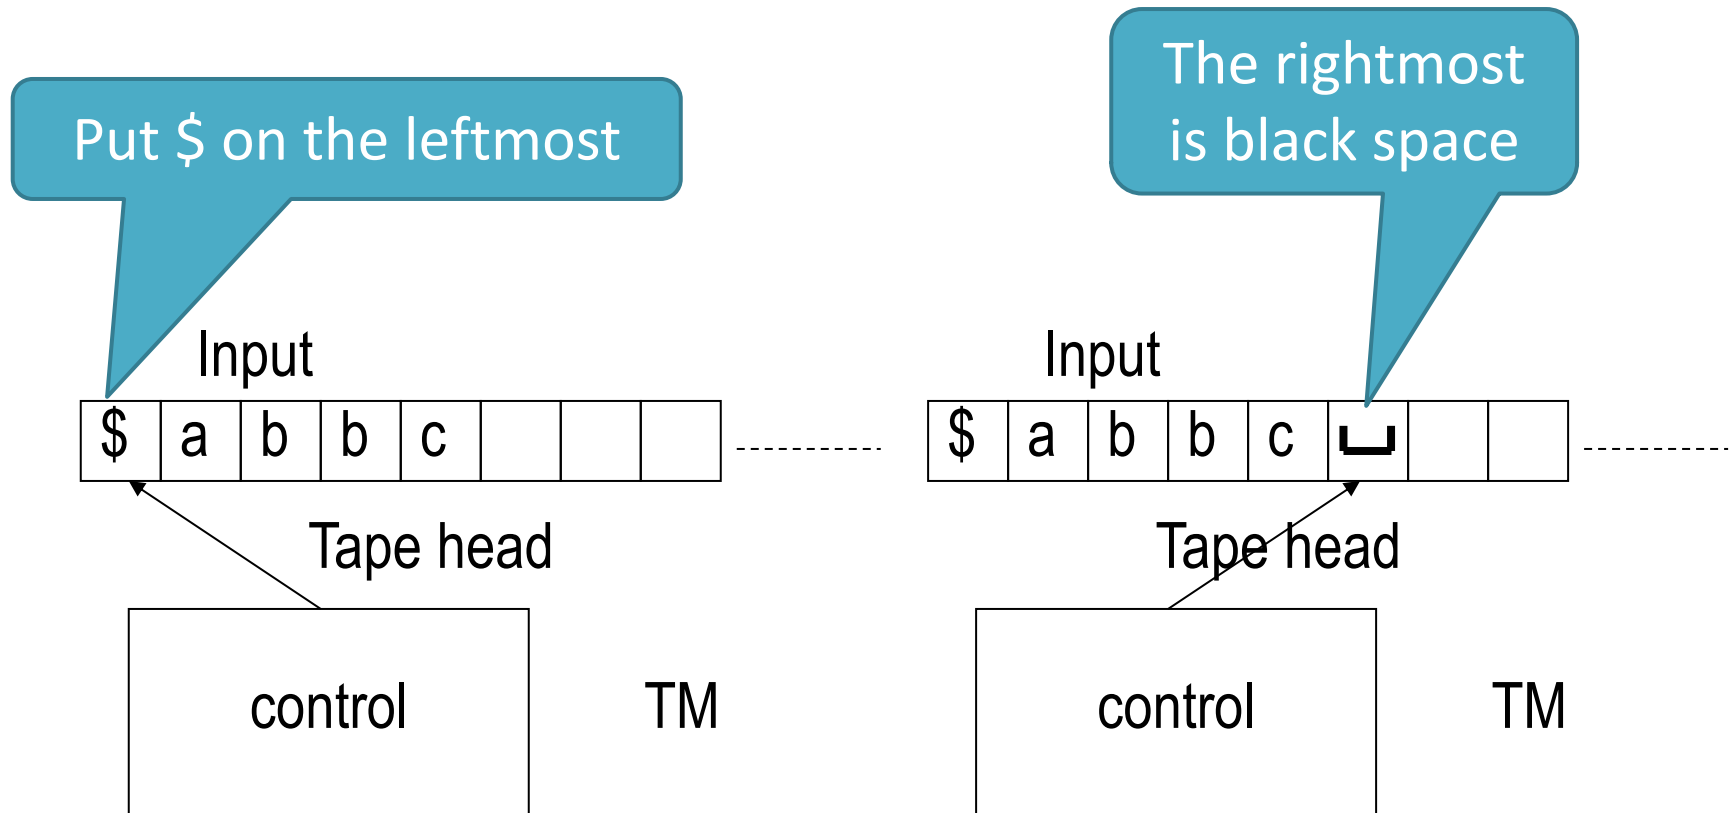 Put $ on the leftmost
The rightmost
is black space
Input
$ a b b c
Tape head
control
TM
Input
$ a b b c ␣
Tape head
control
TM